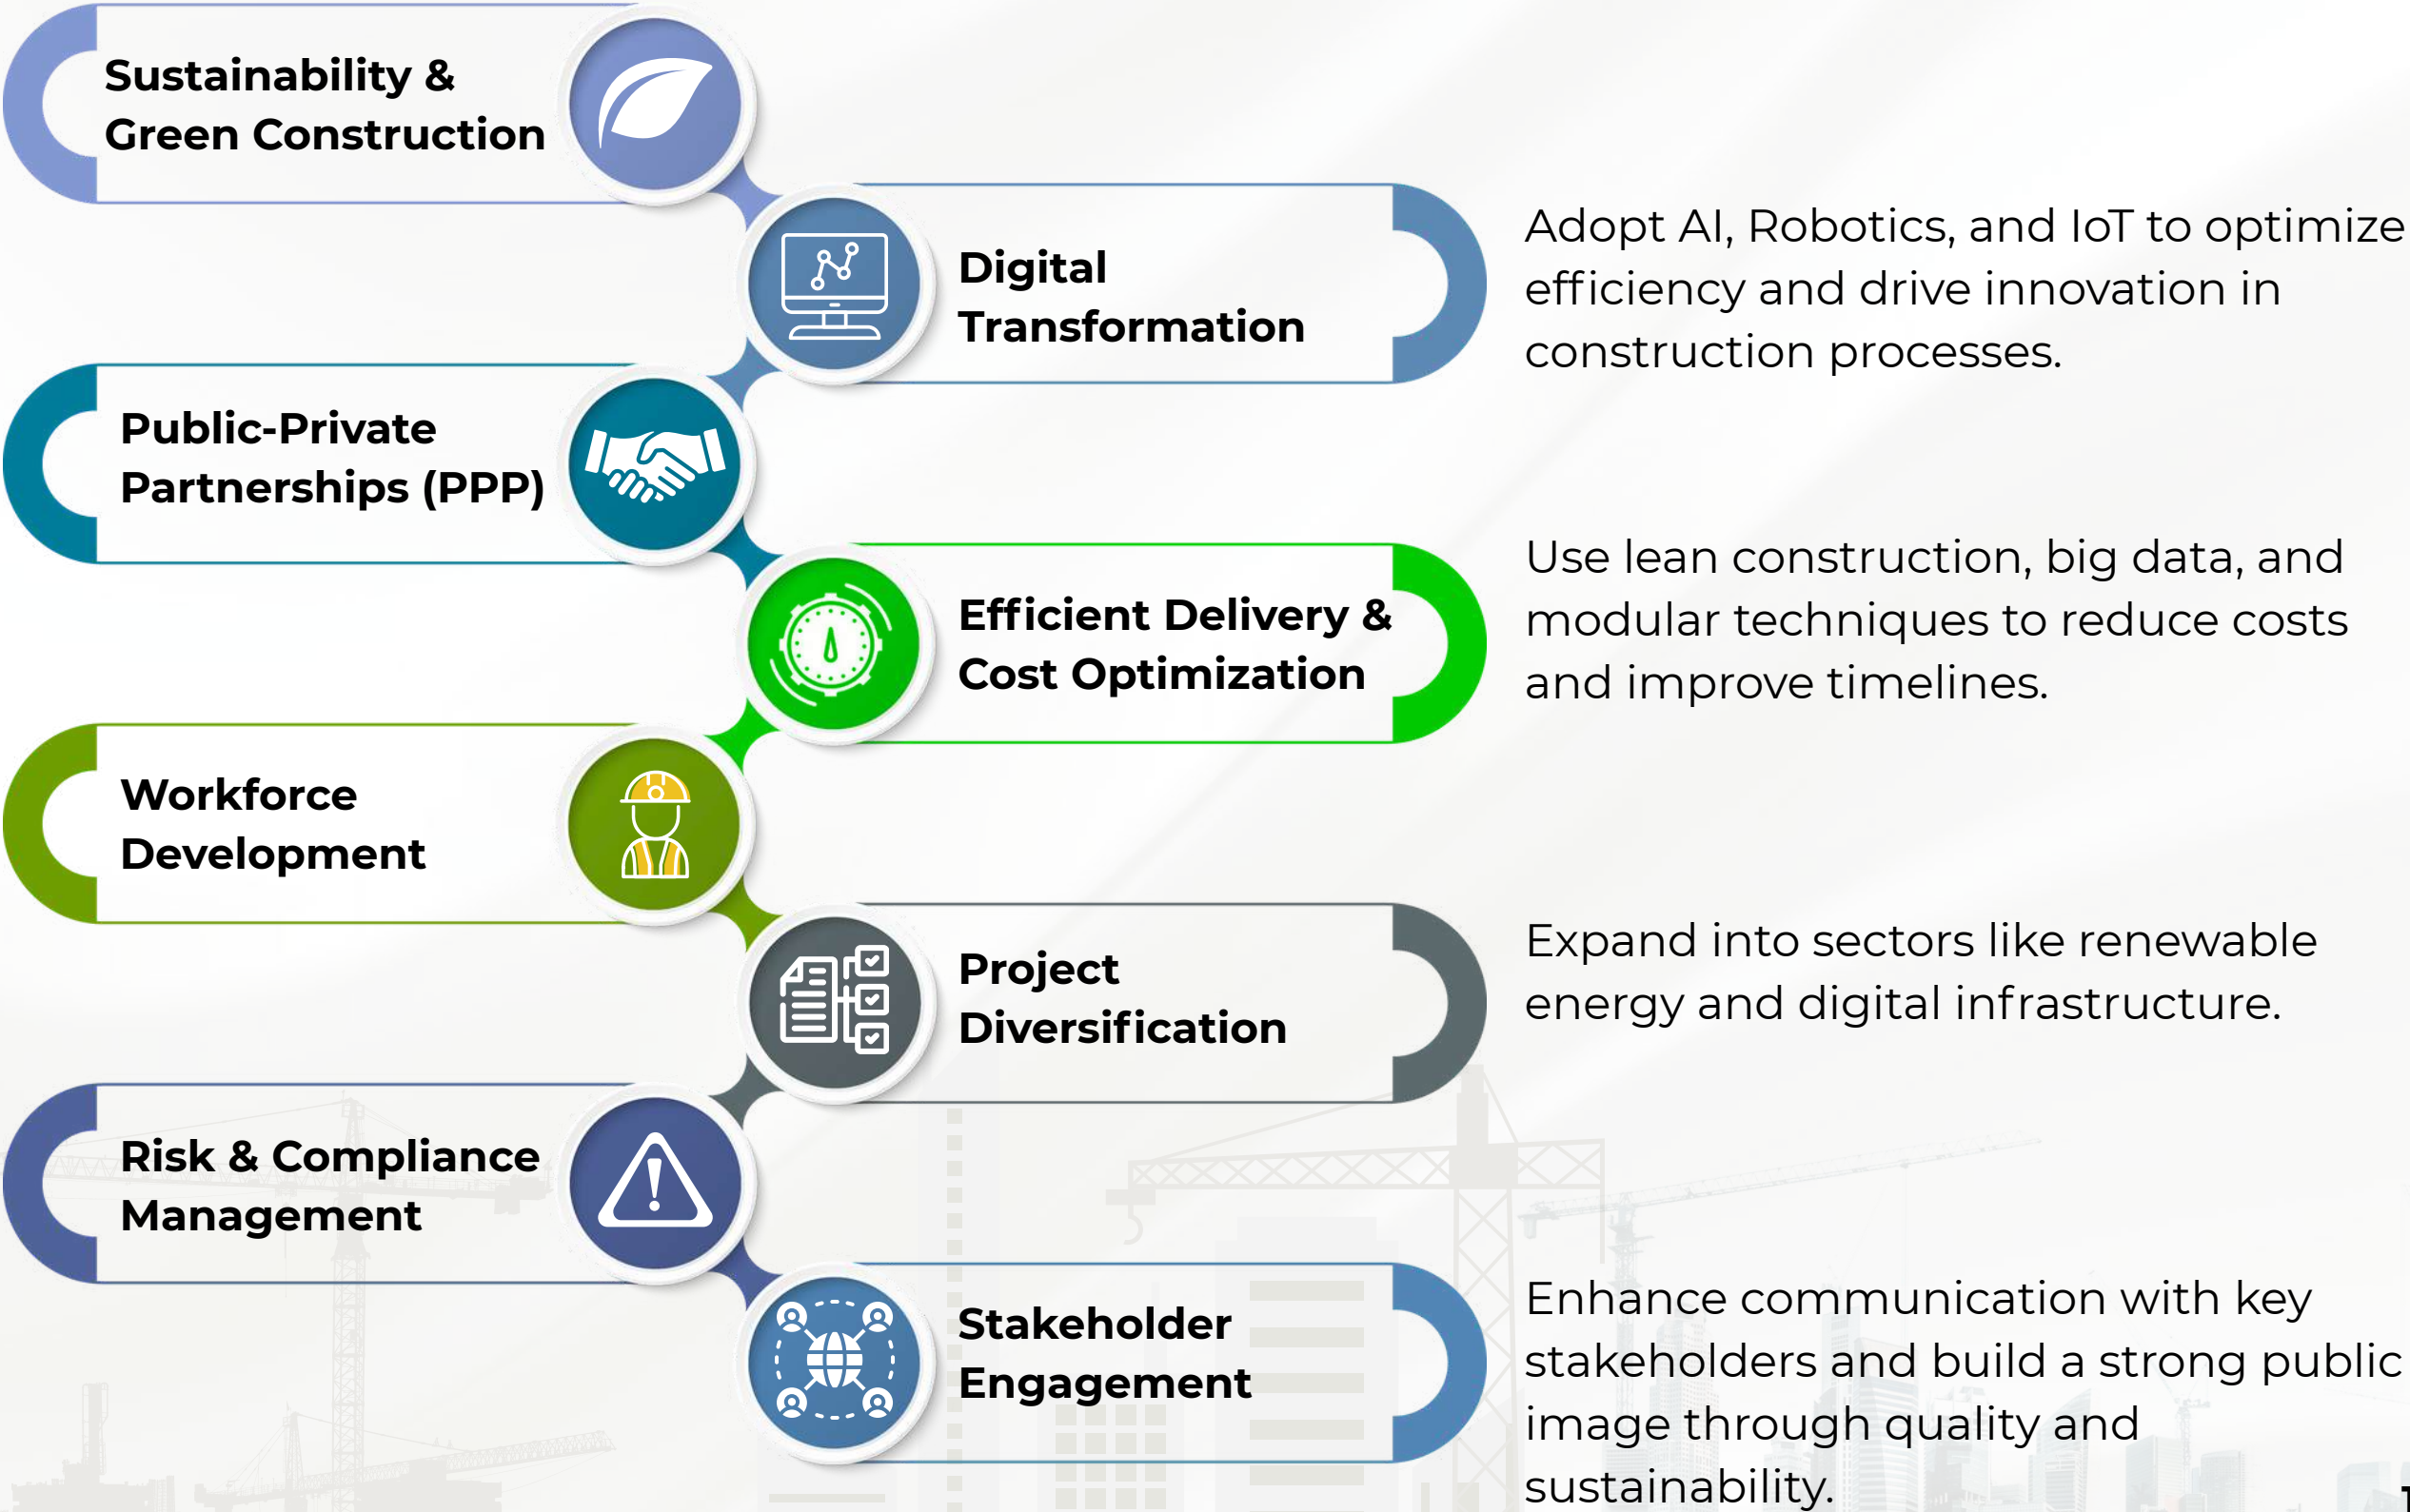 Sustainability &
Green Construction
Digital
Transformation
Adopt AI, Robotics, and IoT to optimize
efficiency and drive innovation in
construction processes.
Public-Private
Partnerships (PPP)
Efficient Delivery &
Cost Optimization
Use lean construction, big data, and
modular techniques to reduce costs
and improve timelines.
Workforce
Development
Project
Diversification
Expand into sectors like renewable
energy and digital infrastructure.
Risk & Compliance
Management
Stakeholder
Engagement
Enhance communication with key
stakeholders and build a strong public
image through quality and
sustainability.